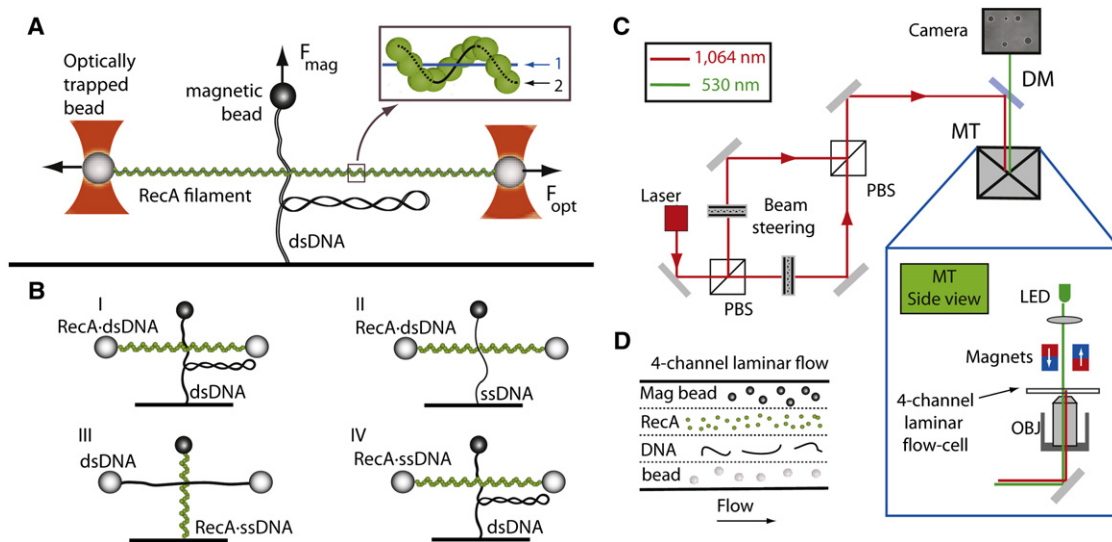 A
Optically
trapped
bead
F mag
magnetic
bead
1
2
RecA filament
F opt
dsDNA
B
I
RecA·dsDNA
dsDNA
II
RecA·dsDNA
ssDNA
III
dsDNA
RecA·ssDNA
IV
RecA·ssDNA
dsDNA
C
1,064 nm
530 nm
Camera
DM
MT
PBS
Laser
Beam
steering
PBS
MT
Side view
LED
Magnets
4-channel
laminar
flow-cell
OBJ
D
4-channel laminar flow
Mag bead
RecA
DNA
bead
Flow